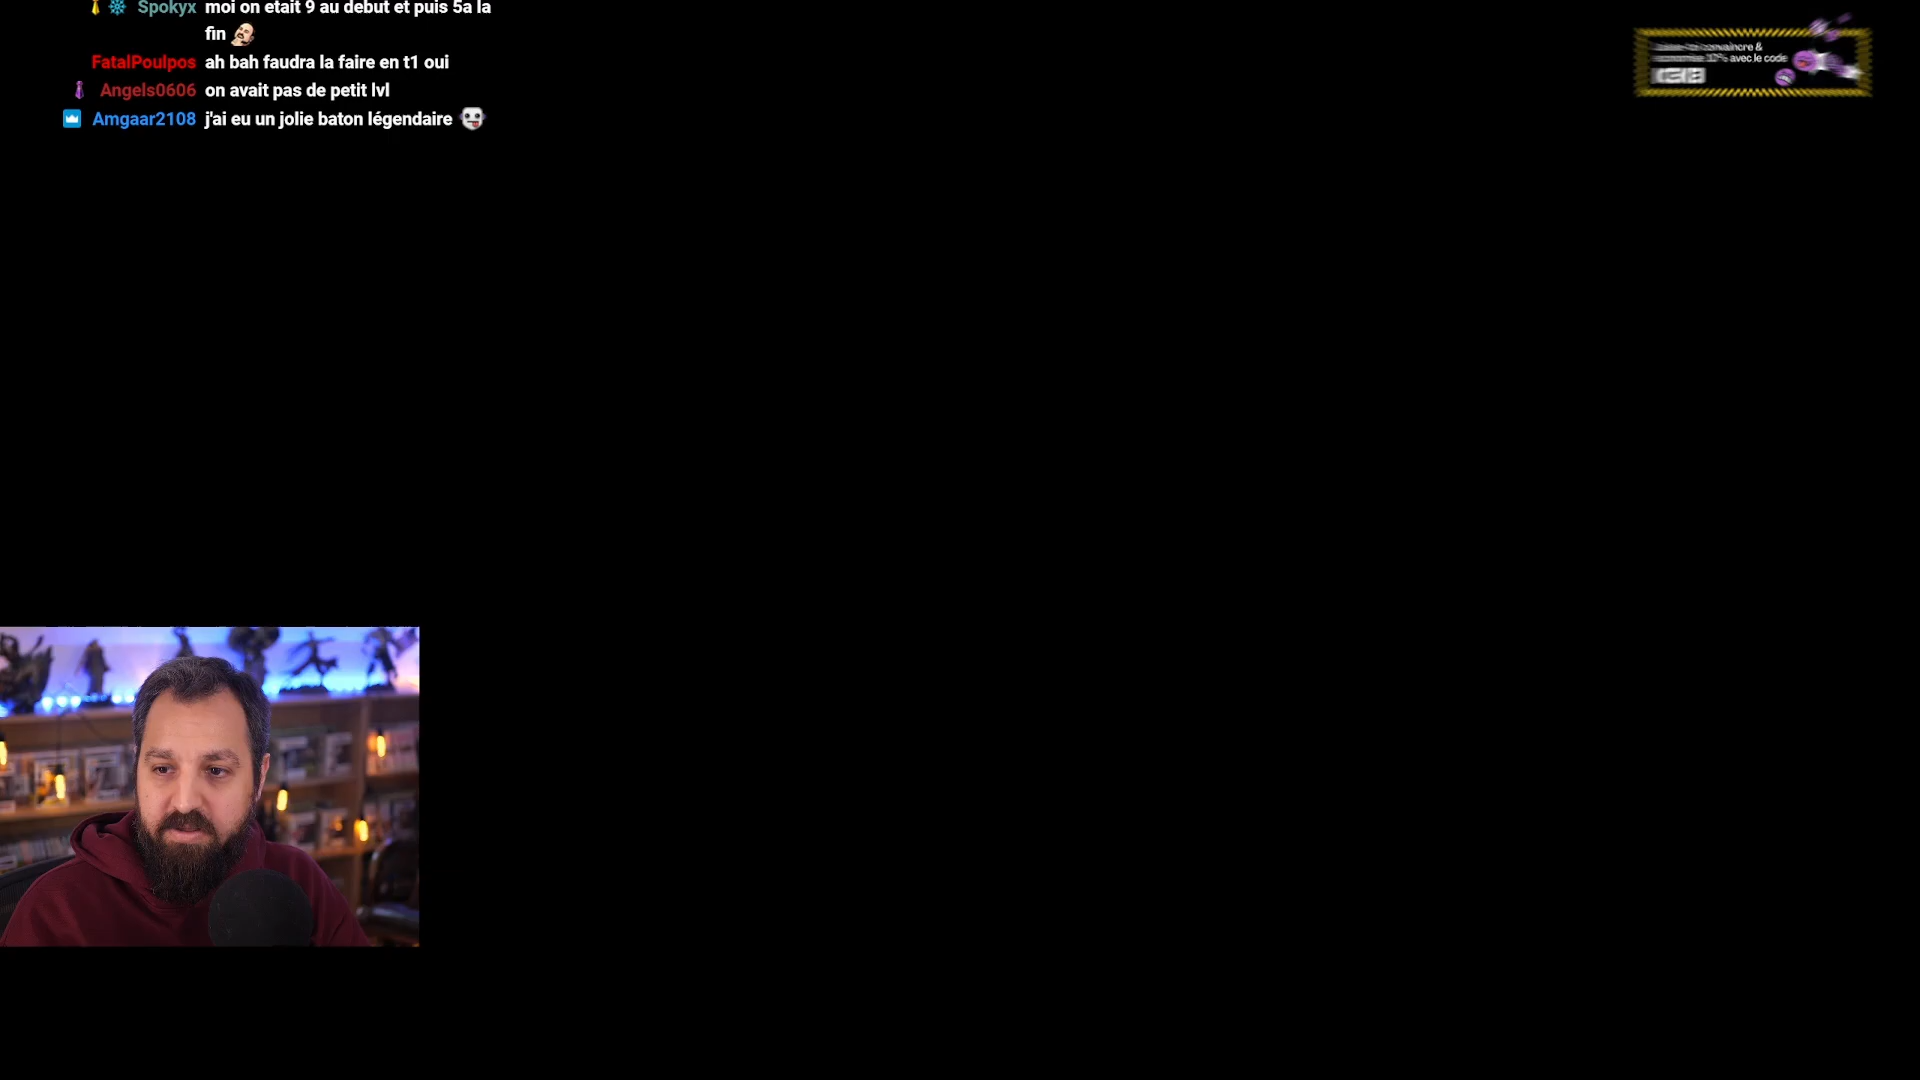 Spokyx moi on etait 9 au debut et puis 5a la
fin
FatalPoulpos ah bah faudra la faire en t1 oui
Angels0606 on avait pas de petit lvl
Amgaar2108 j'ai eu un jolie baton légendaire
convaincre &
avec le code